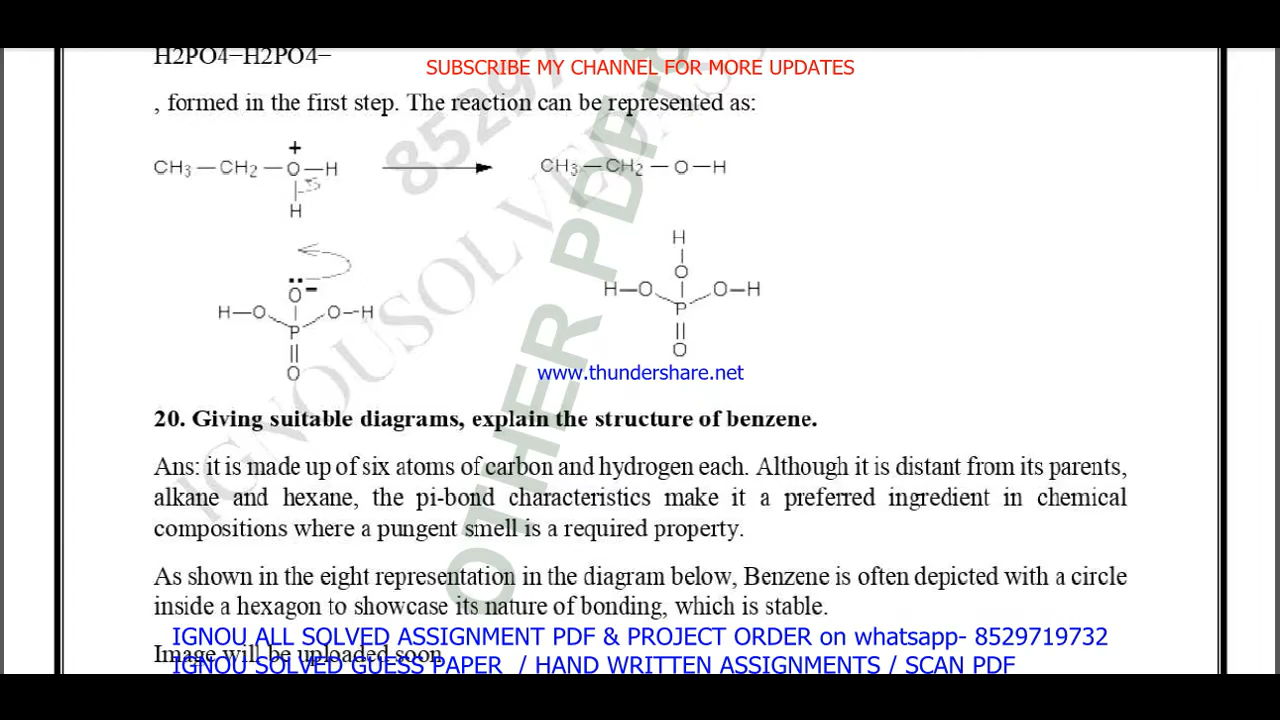 H2PO4−H2PO4−
SUBSCRIBE MY CHANNEL FOR MORE UPDATES
, formed in the first step. The reaction can be represented as:
+
CH3—CH2—O—H
H
CH3—CH2—O—H
O−
H—O
O—H
P
O
H
O
H—O
O—H
P
O
www.thundershare.net
20. Giving suitable diagrams, explain the structure of benzene.
Ans: it is made up of six atoms of carbon and hydrogen each. Although it is distant from its parents,
alkane and hexane, the pi-bond characteristics make it a preferred ingredient in chemical
compositions where a pungent smell is a required property.
As shown in the eight representation in the diagram below, Benzene is often depicted with a circle
inside a hexagon to showcase its nature of bonding, which is stable.
IGNOU ALL SOLVED ASSIGNMENT PDF & PROJECT ORDER on whatsapp- 8529719732
Image will be uploaded soon
IGNOU SOLVED GUESS PAPER / HAND WRITTEN ASSIGNMENTS / SCAN PDF
OTHER PDF
IGNOUSOLVED
85297